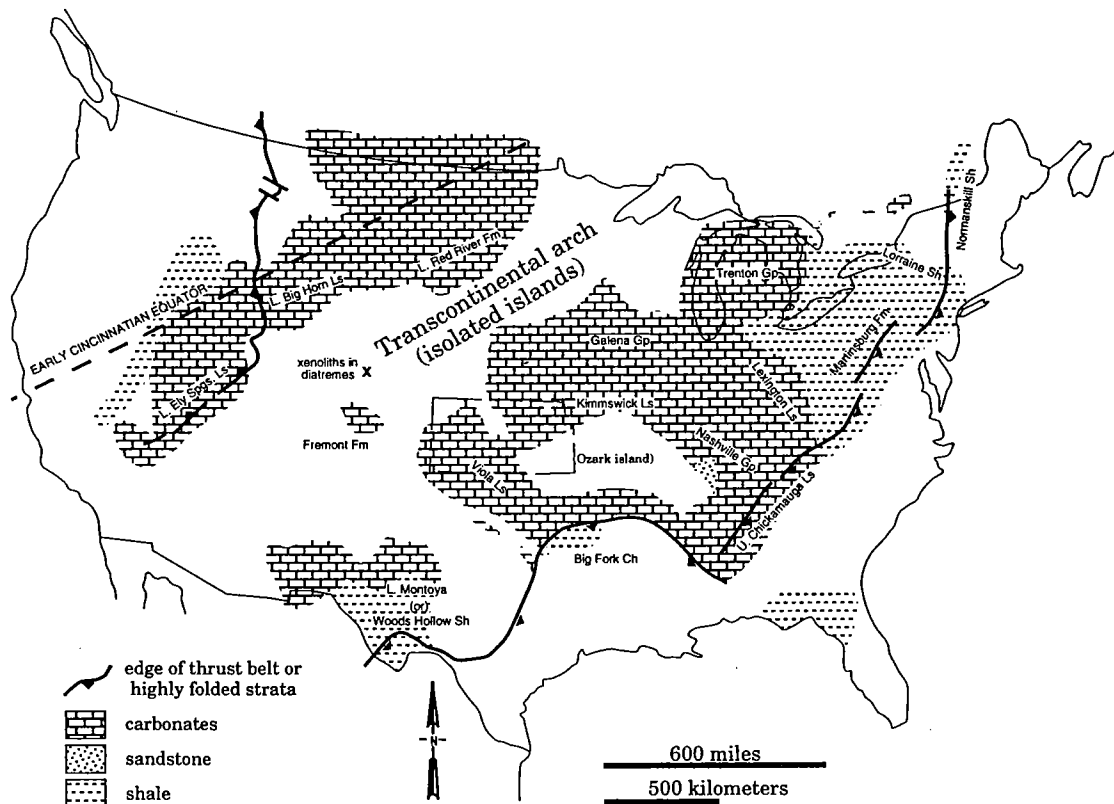 Normanskill Sh
Lorraine Sh
Trenton Gp
L. Red River Fm
Transcontinental arch
(isolated islands)
L. Big Horn Ls
EARLY CINCINNATIAN EQUATOR
Martinsburg Fm
Galena Gp
Lexington Ls
xenoliths in
diatremes x
L. Ely Spgs. Ls
Kimmswick Ls
Fremont Fm
Nashville Gp
Ozark island)
Viola Ls
U. Chickamauga Ls
Big Fork Ch
L. Montoya
(or)
Woods Hollow Sh
edge of thrust belt or
highly folded strata
carbonates
sandstone
shale
N
600 miles
500 kilometers